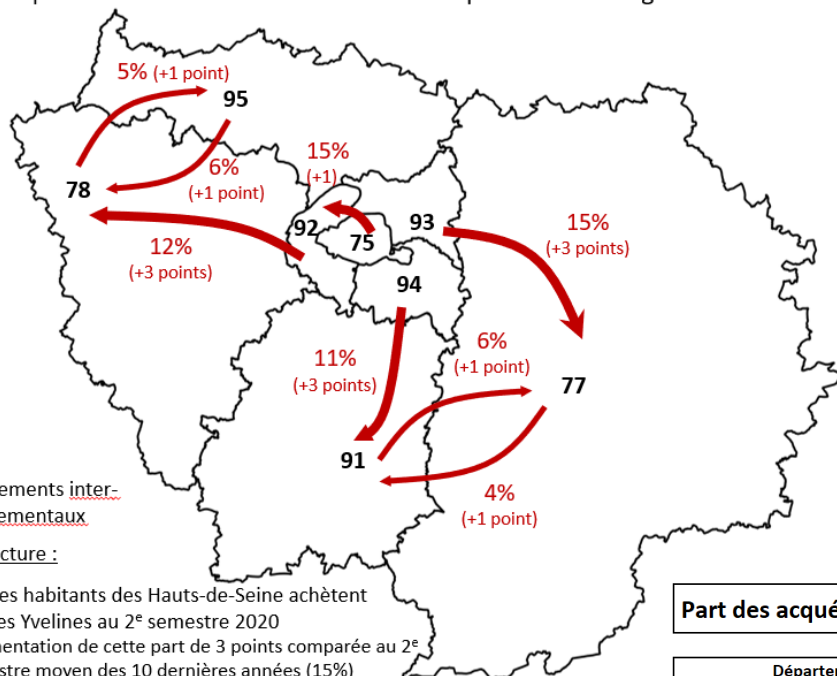 5% (+1 point)
95
15%
(+1)
6%
(+1 point)
78
92
75
93
15%
(+3 points)
12%
(+3 points)
94
11%
(+3 points)
6%
(+1 point)
77
91
4%
(+1 point)
ements inter-
ementaux
cture :
es habitants des Hauts-de-Seine achètent
es Yvelines au 2e semestre 2020
mentation de cette part de 3 points comparée au 2e
stre moyen des 10 dernières années (15%)
Part des acqué
Départem